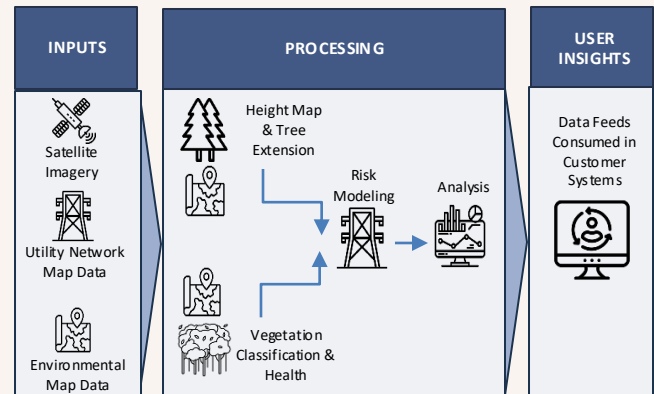 INPUTS
Satellite
Imagery
Utility Network
Map Data
Environmental
Map Data
PROCESSING
Height Map
& Tree
Extension
Risk
Modeling
Analysis
Vegetation
Classification &
Health
USER
INSIGHTS
Data Feeds
Consumed in
Customer
Systems